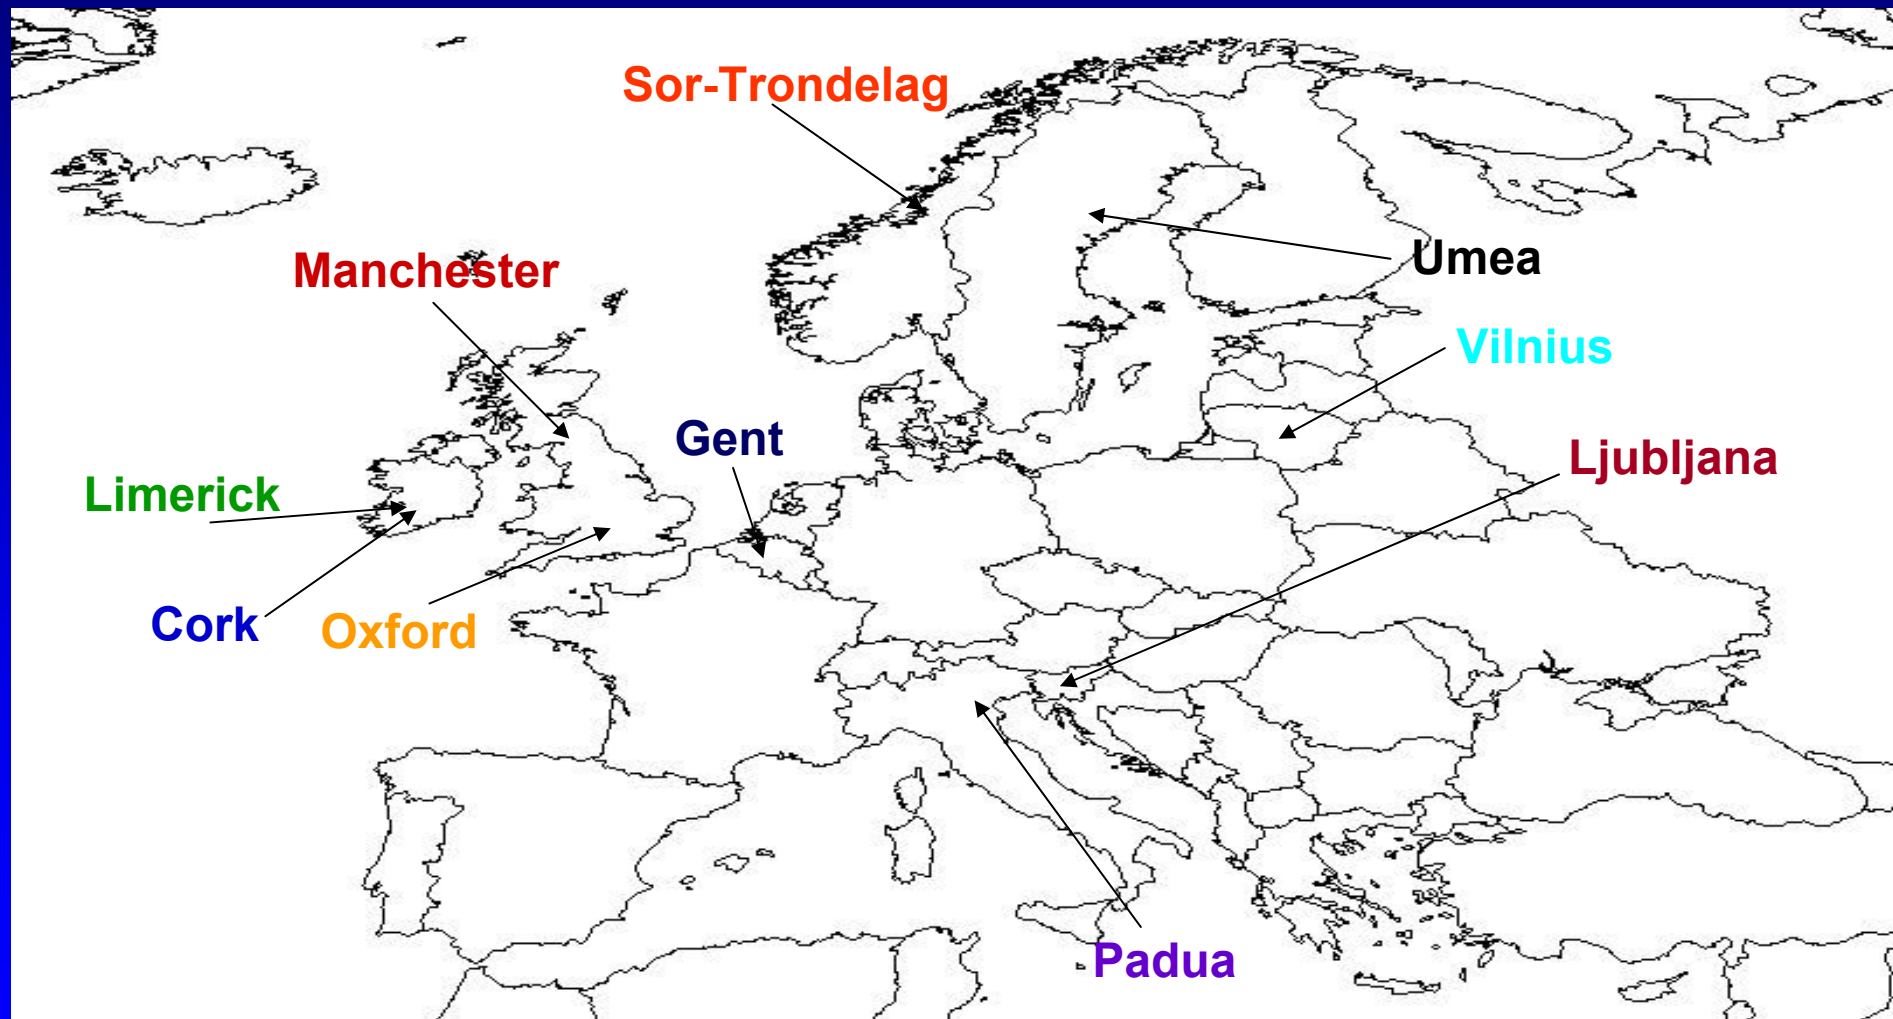 Sor-Trondelag
Manchester
Umea
Vilnius
Gent
Ljubljana
Limerick
Cork
Oxford
Padua